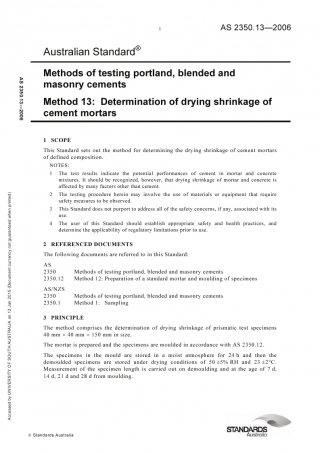 1
AS 2350.13—2006
Australian Standard®
Methods of testing portland, blended and
masonry cements
Method 13: Determination of drying shrinkage of
cement mortars
1 SCOPE
This Standard sets out the method for determining the drying shrinkage of cement mortars
of defined composition.
NOTES:
1 The test results indicate the potential performances of cement in mortar and concrete
mixtures. It should be recognized, however, that drying shrinkage of mortar and concrete is
affected by many factors other than cement.
2 The testing procedure herein may involve the use of materials or equipment that require
safety measures to be observed.
3 This Standard does not purport to address all of the safety concerns, if any, associated with its
use.
4 The user of this Standard should establish appropriate safety and health practices, and
determine the applicability of regulatory limitations prior to use.
2 REFERENCED DOCUMENTS
The following documents are referred to in this Standard:
AS
2350 Methods of testing portland, blended and masonry cements
2350.12 Method 12: Preparation of a standard mortar and moulding of specimens
AS/NZS
2350 Methods of testing portland, blended and masonry cements
2350.1 Method 1: Sampling
3 PRINCIPLE
The method comprises the determination of drying shrinkage of prismatic test specimens
40 mm × 40 mm × 150 mm in size.
The mortar is prepared and the specimens are moulded in accordance with AS 2350.12.
The specimens in the mould are stored in a moist atmosphere for 24 h and then the
demoulded specimens are stored under drying conditions of 50 ±5% RH and 23 ±2°C.
Measurement of the specimen length is carried out on demoulding and at the age of 7 d,
14 d, 21 d and 28 d from moulding.
AS 2350.13—2006
Accessed by UNIVERSITY OF SOUTH AUSTRALIA on 12 Jan 2015 (Document currency not guaranteed when printed)
© Standards Australia
STANDARDS
Australia